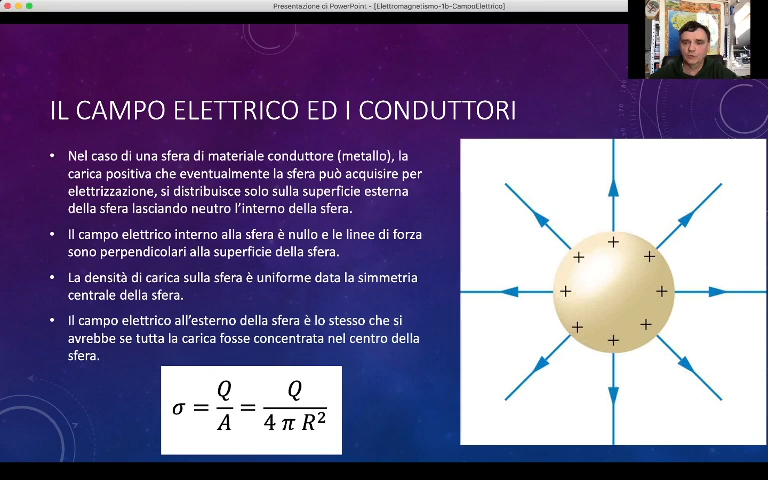 Presentazione di PowerPoint - [Elettromagnetismo-1b-CampoElettrico]
IL CAMPO ELETTRICO ED I CONDUTTORI
• Nel caso di una sfera di materiale conduttore (metallo), la
carica positiva che eventualmente la sfera può acquisire per
elettrizzazione, si distribuisce solo sulla superficie esterna
della sfera lasciando neutro l'interno della sfera.
• Il campo elettrico interno alla sfera è nullo e le linee di forza
sono perpendicolari alla superficie della sfera.
• La densità di carica sulla sfera è uniforme data la simmetria
centrale della sfera.
• Il campo elettrico all'esterno della sfera è lo stesso che si
avrebbe se tutta la carica fosse concentrata nel centro della
sfera.
σ = Q/A = Q/(4 π R²)
+ + + + + + + +